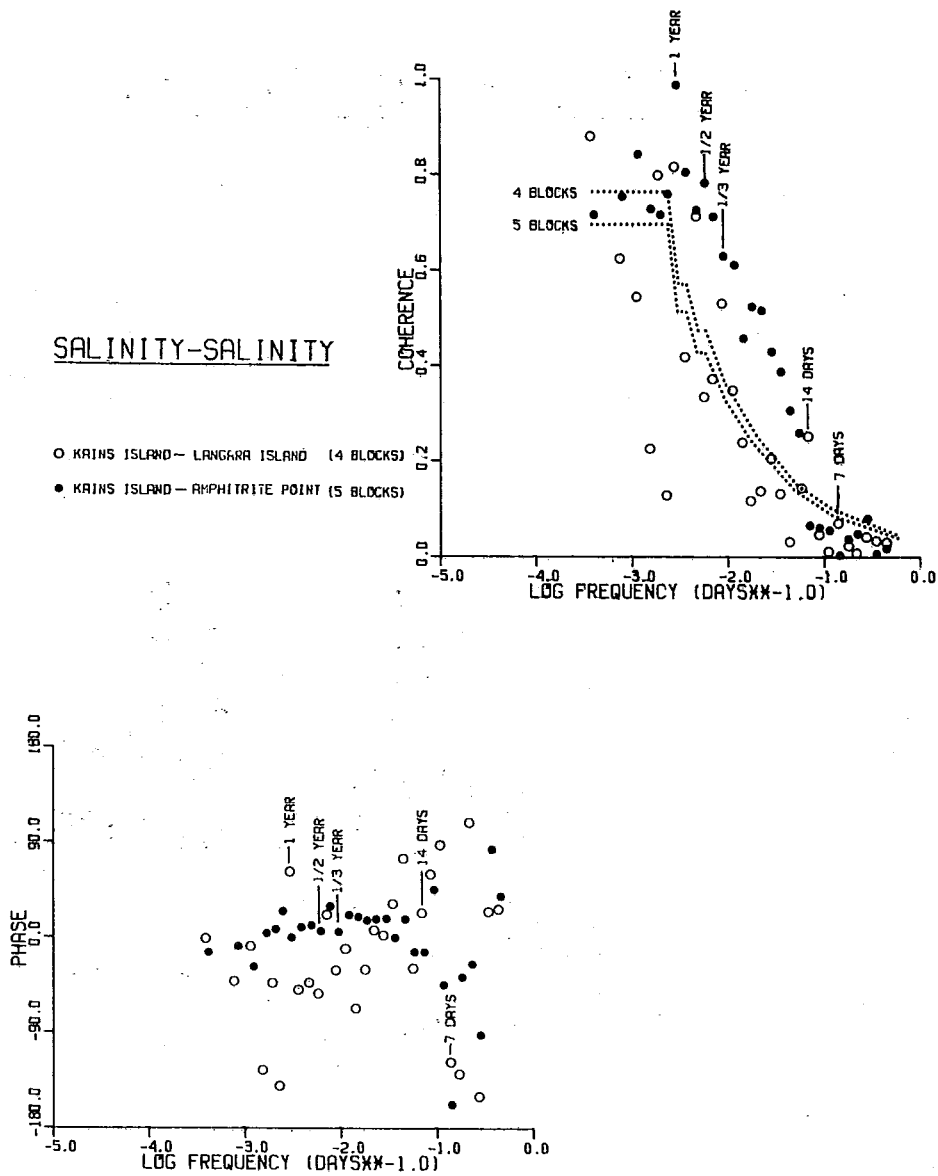 1 YEAR
1.0
1/2 YEAR
0.8
4 BLOCKS
1/3 YEAR
5 BLOCKS
0.6
COHERENCE
SALINITY-SALINITY
0.4
14 DAYS
○ KAINS ISLAND - LANGARA ISLAND (4 BLOCKS)
0.2
7 DAYS
● KAINS ISLAND - AMPHITRITE POINT (5 BLOCKS)
0.0
-5.0 -4.0 -3.0 -2.0 -1.0 0.0
LOG FREQUENCY (DAYS**-1.0)
180.0
1 YEAR
1/2 YEAR
1/3 YEAR
14 DAYS
90.0
0.0
PHASE
-90.0
7 DAYS
-180.0
-5.0 -4.0 -3.0 -2.0 -1.0 0.0
LOG FREQUENCY (DAYS**-1.0)